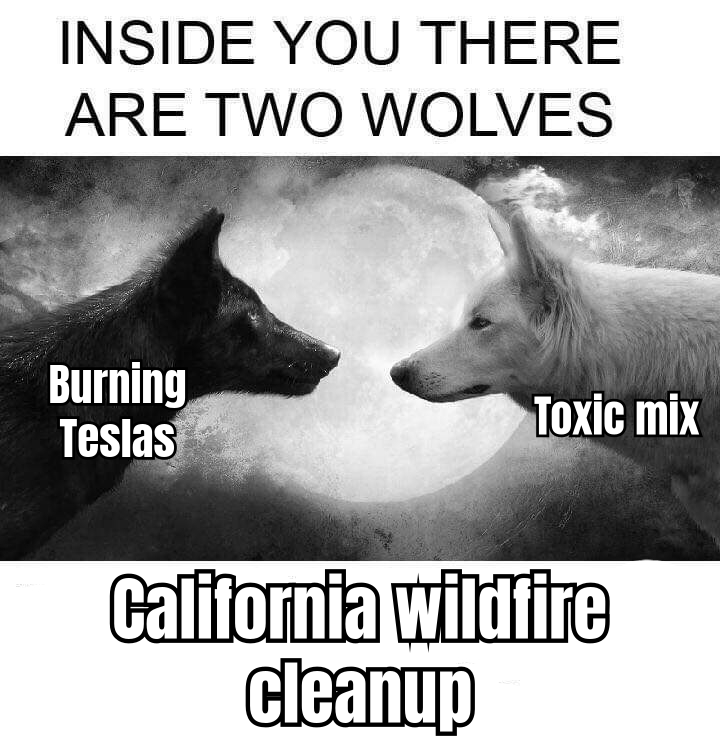 INSIDE YOU THERE
ARE TWO WOLVES
Burning
Teslas
Toxic mix
California wildfire
cleanup